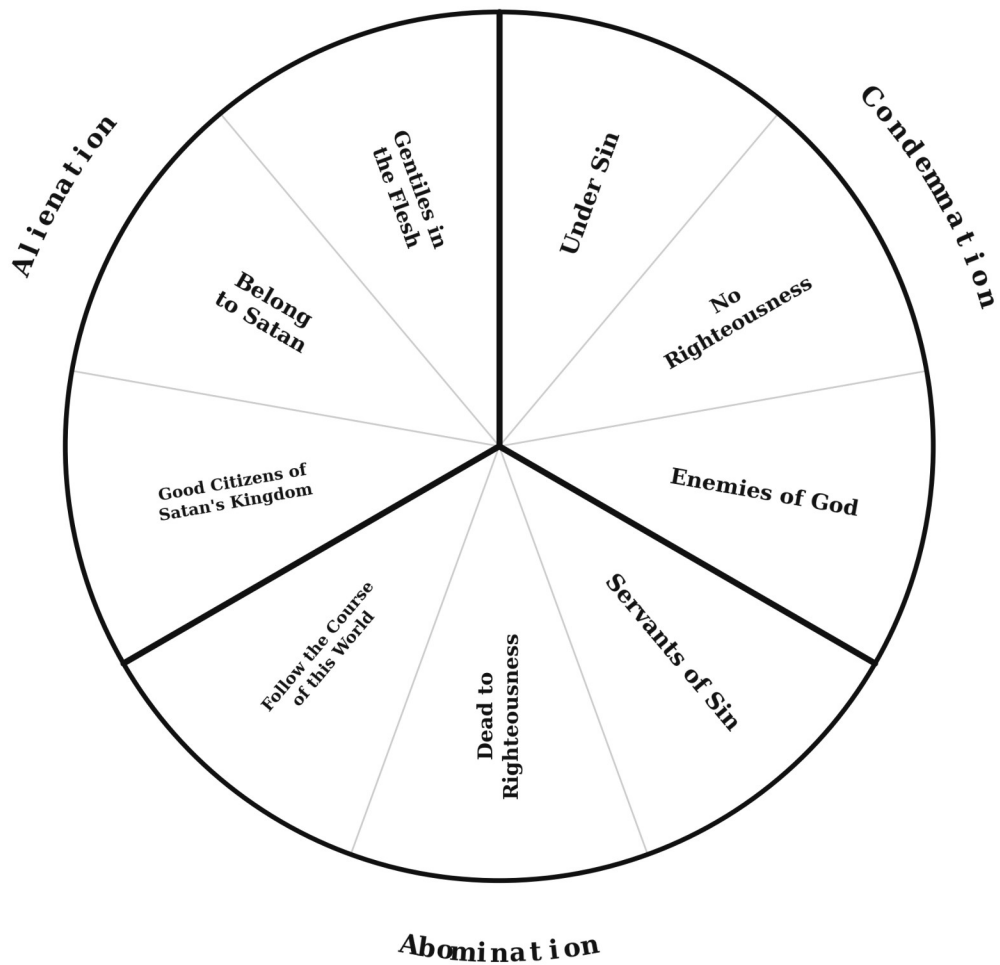 Condemnation
Under Sin
No
Righteousness
Enemies of God
Abomination
Servants of Sin
Dead to
Righteousness
Follow the Course
of this World
Alienation
Good Citizens of
Satan's Kingdom
Belong
to Satan
Gentiles in
the Flesh